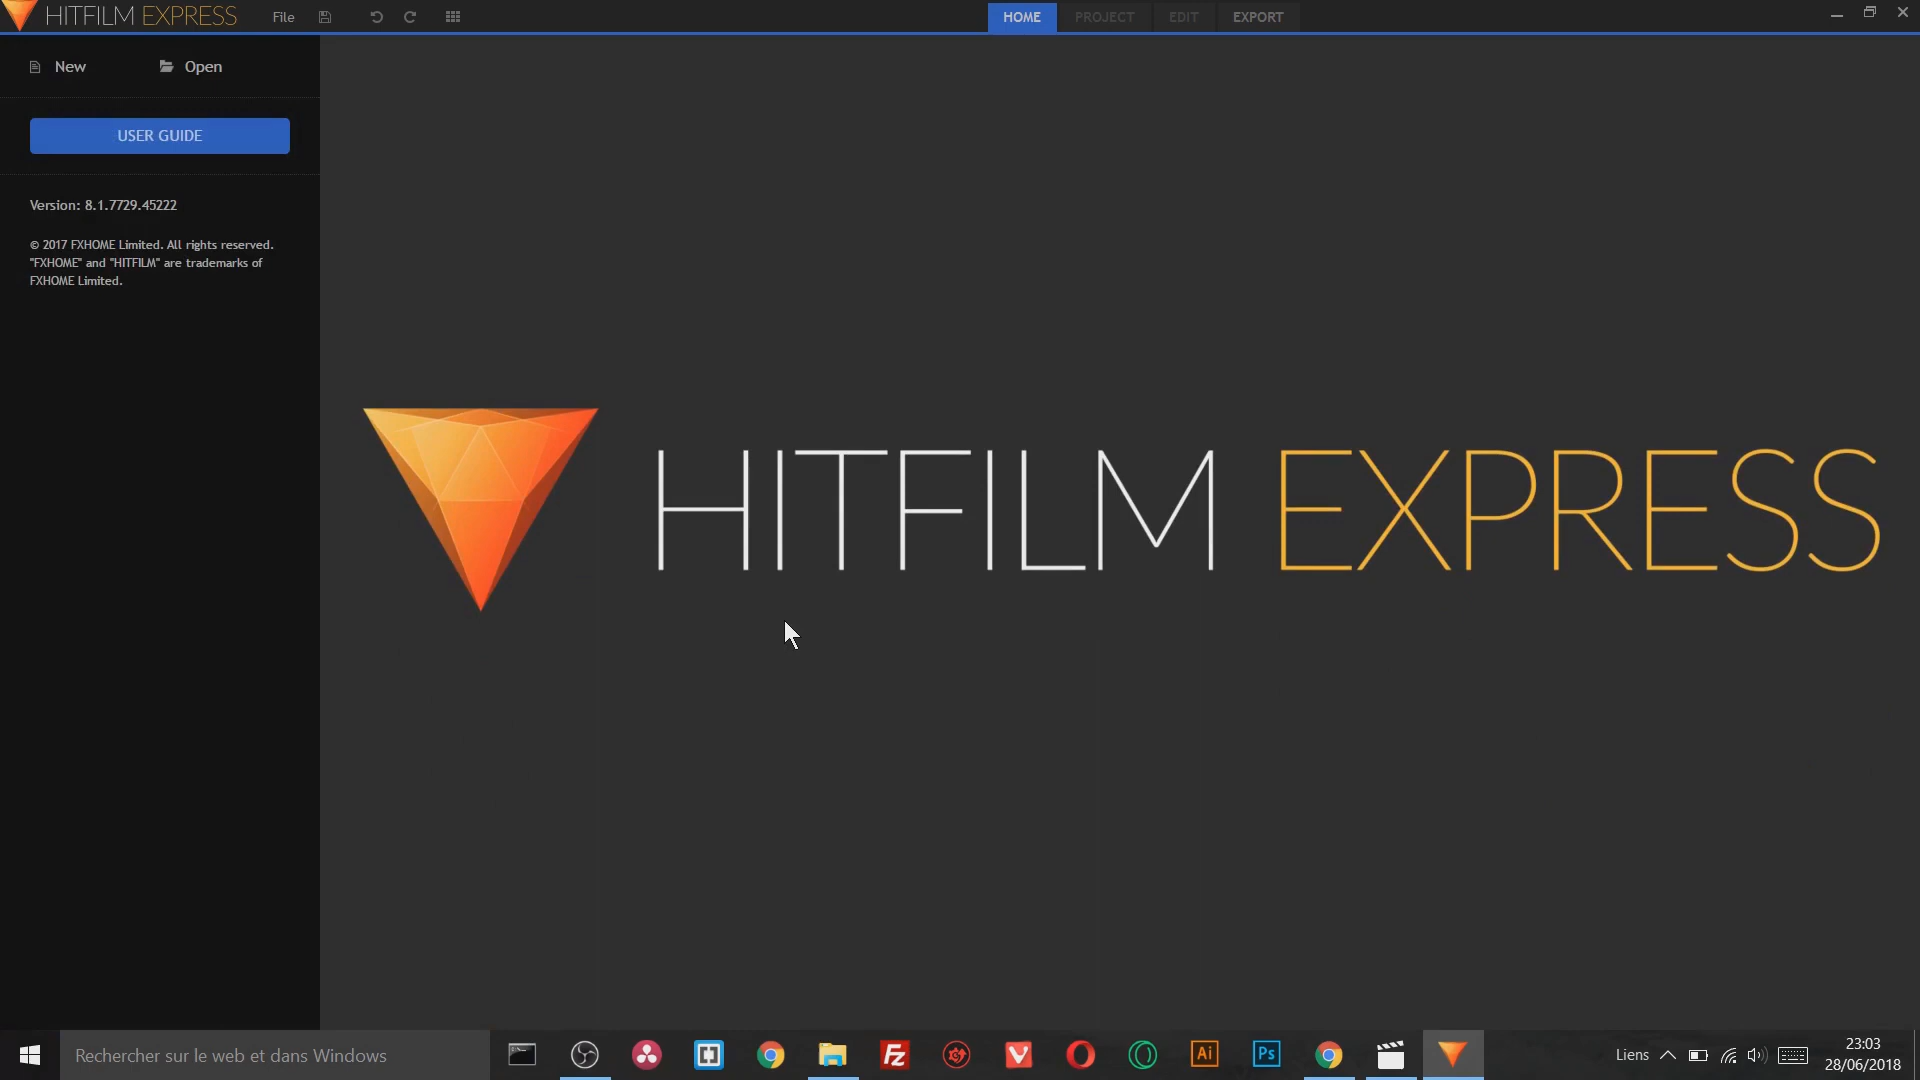 HITFILM EXPRESS
File
HOME
PROJECT
EDIT
EXPORT
New
Open
USER GUIDE
Version: 8.1.7729.45222
© 2017 FXHOME Limited. All rights reserved.
"FXHOME" and "HITFILM" are trademarks of
FXHOME Limited.
HITFILM EXPRESS
Rechercher sur le web et dans Windows
Fz
Ai
Ps
Liens
23:03
28/06/2018